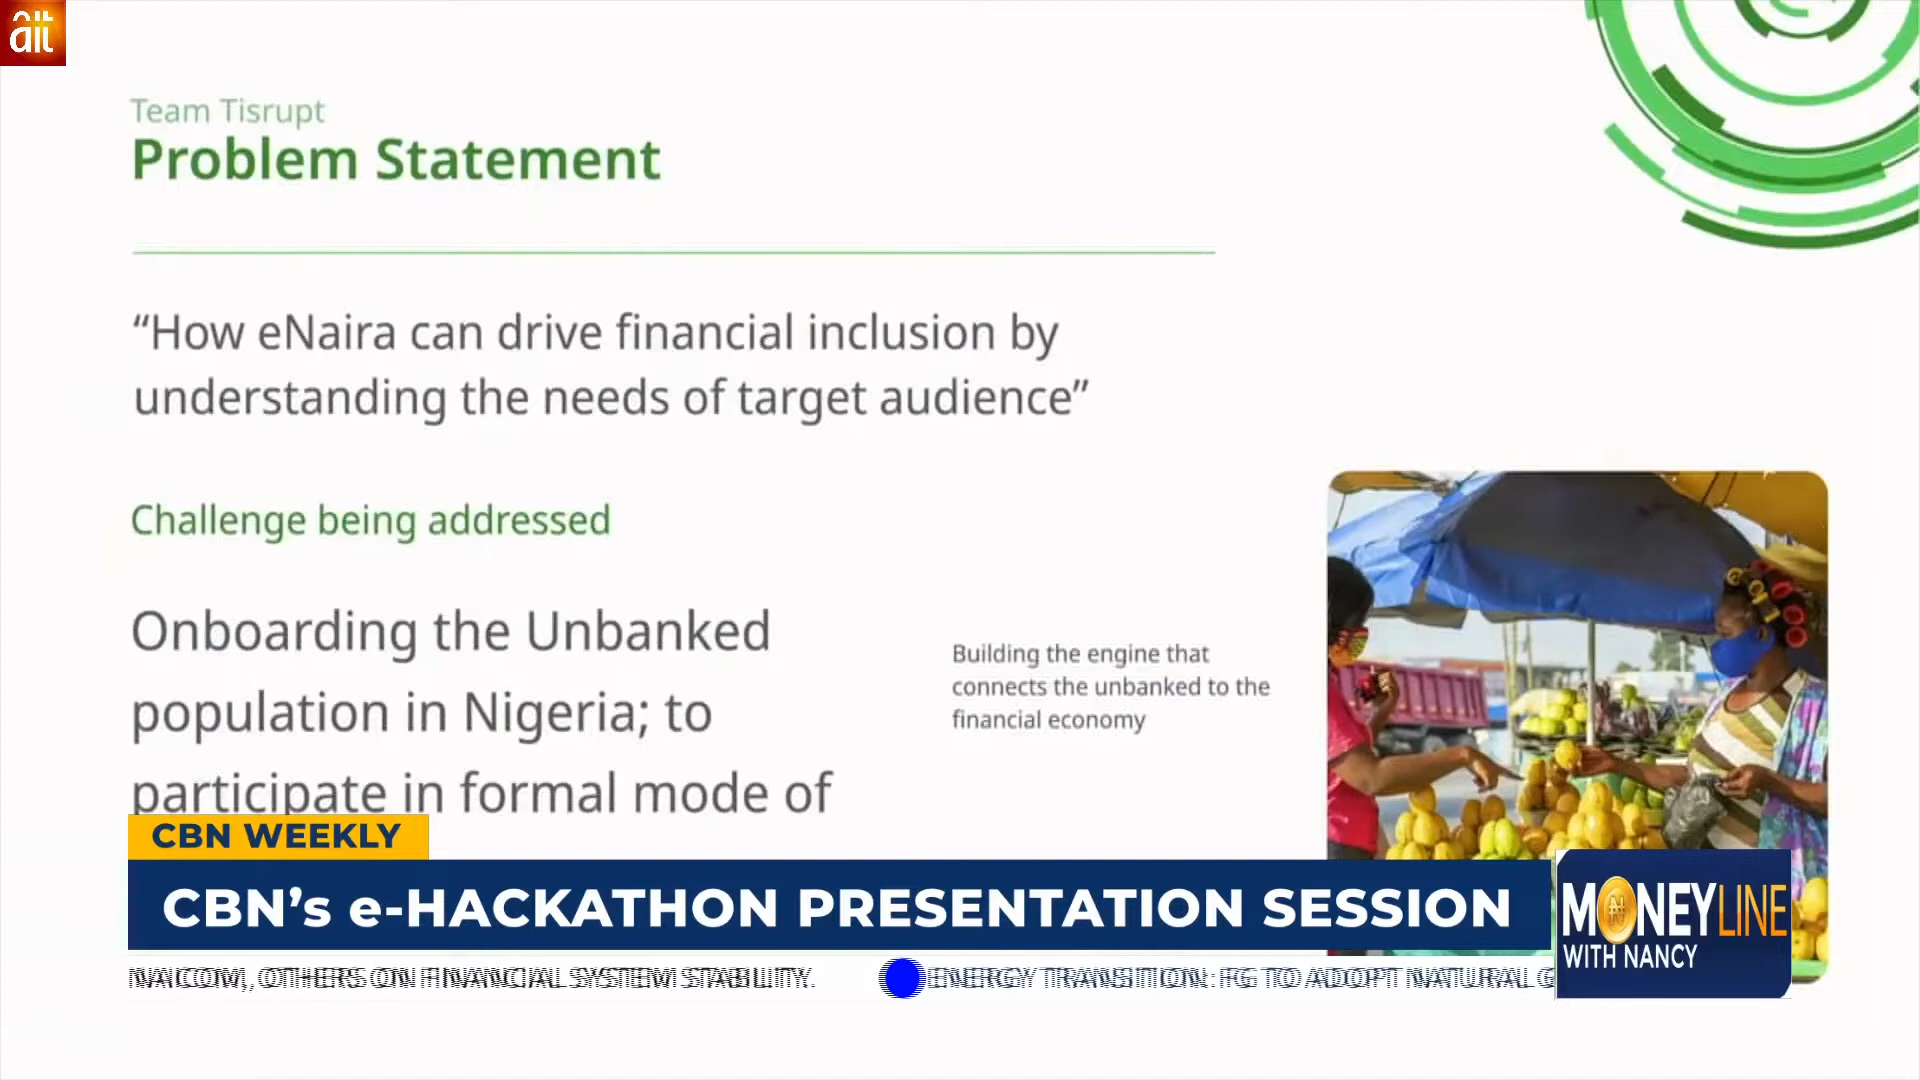 ait
Team Tisrupt
Problem Statement
“How eNaira can drive financial inclusion by
understanding the needs of target audience”
Challenge being addressed
Onboarding the Unbanked
population in Nigeria; to
participate in formal mode of
Building the engine that
connects the unbanked to the
financial economy
CBN WEEKLY
CBN’s e-HACKATHON PRESENTATION SESSION
MONEYLINE
WITH NANCY
NAICOM, OTHERS ON FINANCIAL SYSTEM STABILITY. ENERGY TRANSITION: FG TO ADOPT NATURAL G